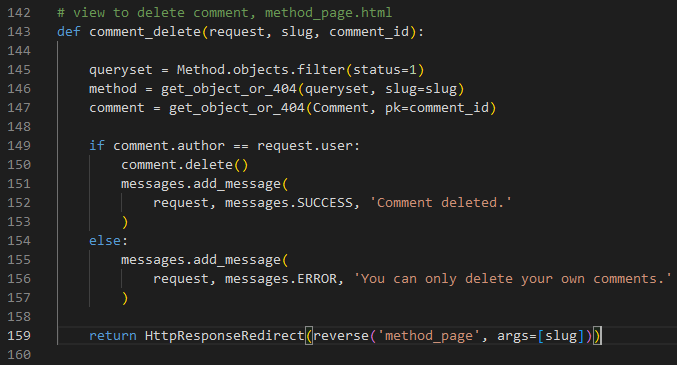 142 # view to delete comment, method_page.html
143 def comment_delete(request, slug, comment_id):
144
145     queryset = Method.objects.filter(status=1)
146     method = get_object_or_404(queryset, slug=slug)
147     comment = get_object_or_404(Comment, pk=comment_id)
148
149     if comment.author == request.user:
150         comment.delete()
151         messages.add_message(
152             request, messages.SUCCESS, 'Comment deleted.'
153         )
154     else:
155         messages.add_message(
156             request, messages.ERROR, 'You can only delete your own comments.'
157         )
158
159     return HttpResponseRedirect(reverse('method_page', args=[slug]))
160